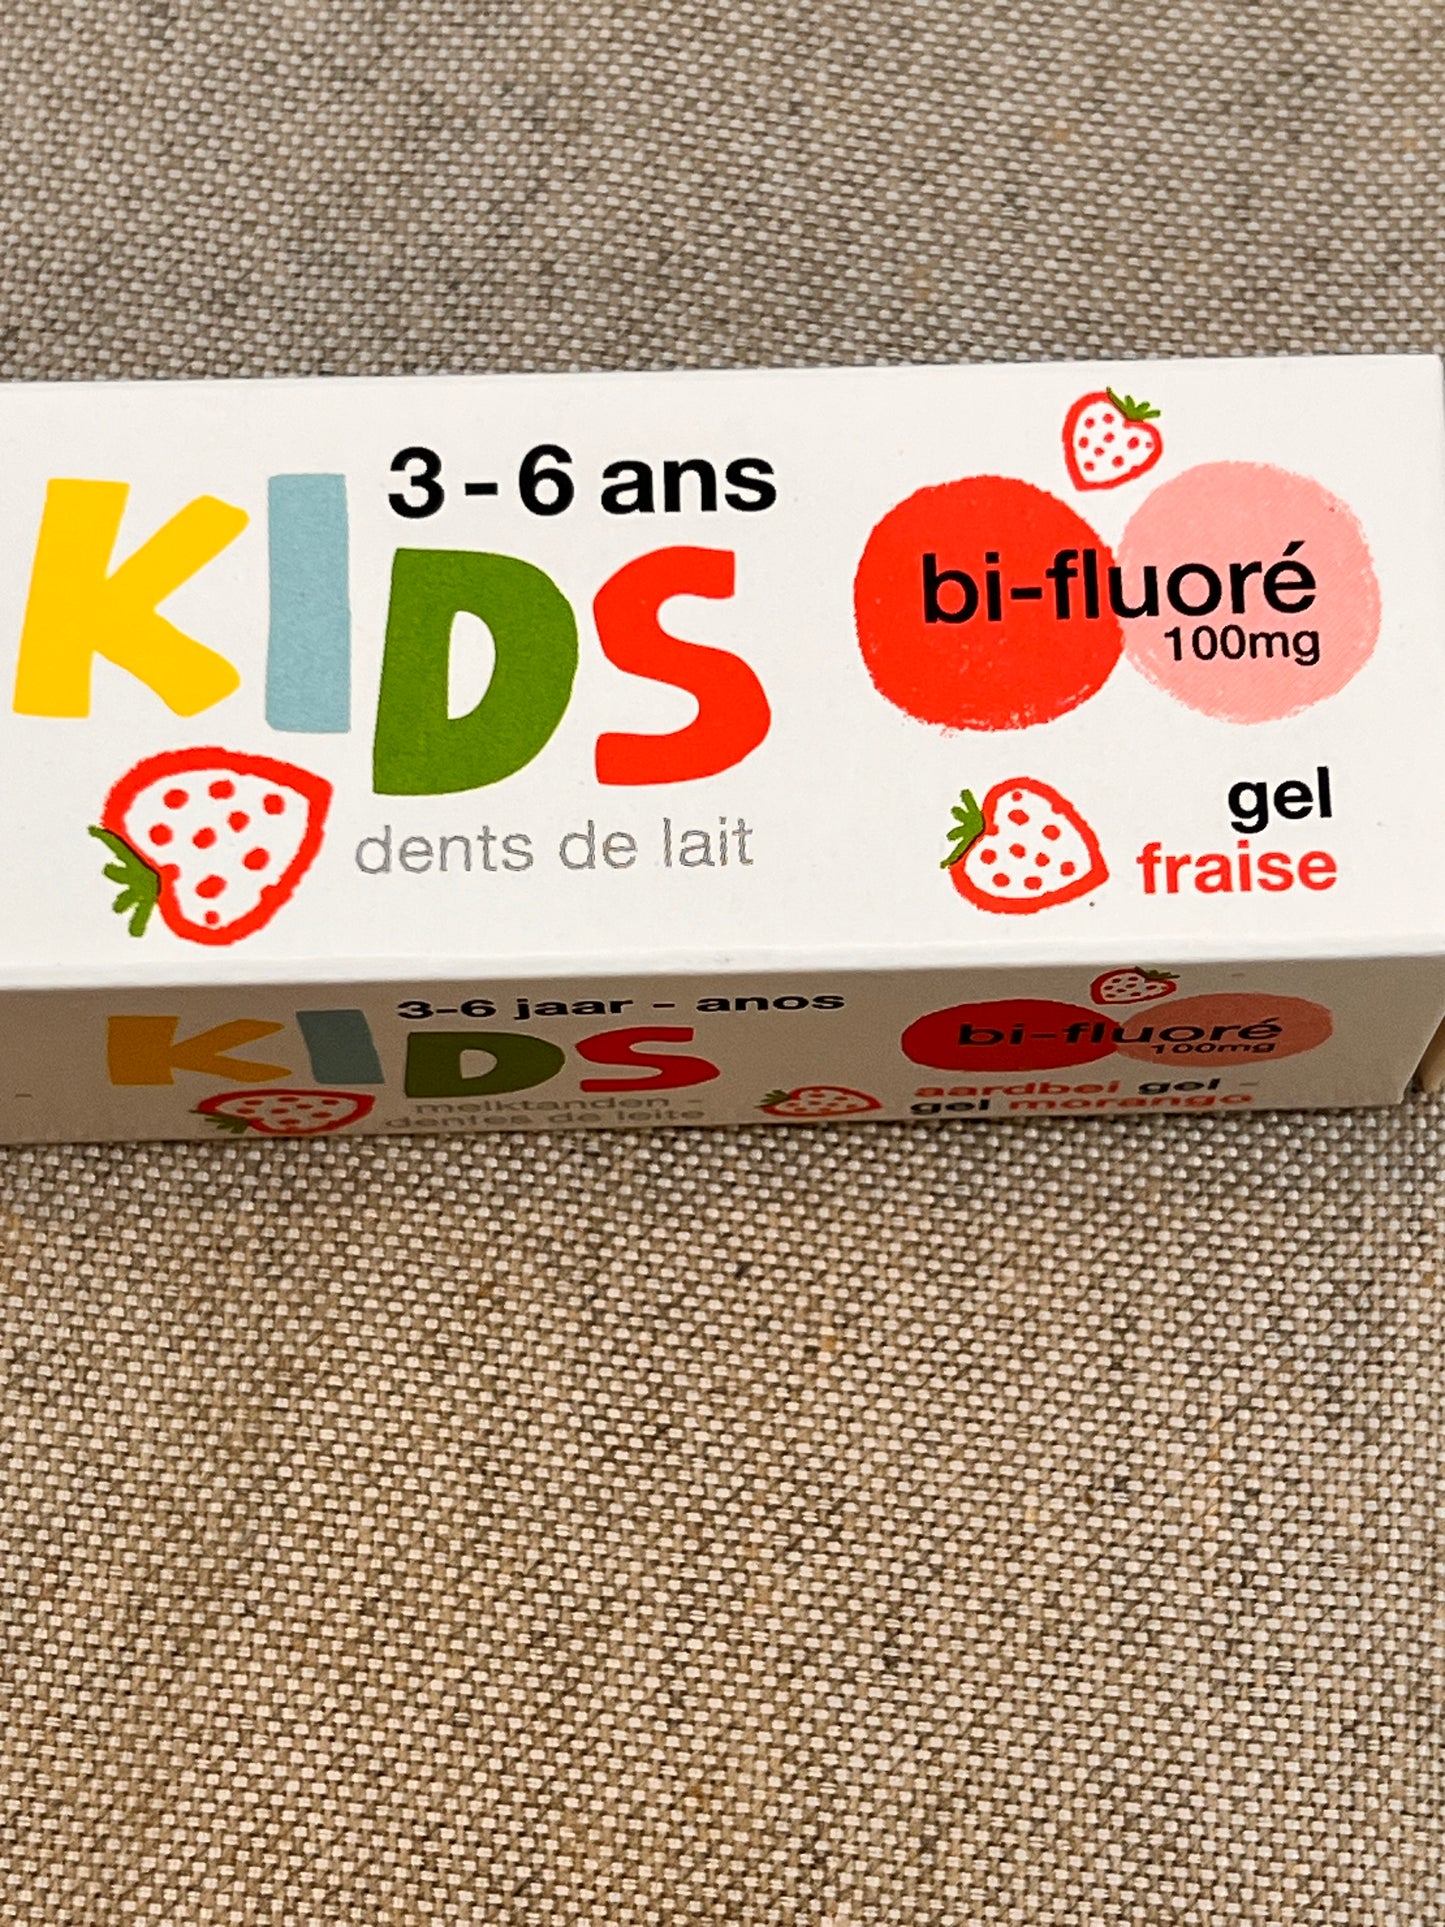 KIDS
3-6 ans
dents de lait
bi-fluoré
100mg
gel
fraise
KIDS
3-6 jaar - anos
melktanden -
dentes de leite
bi-fluoré
100mg
aardbei gel -
gel morango